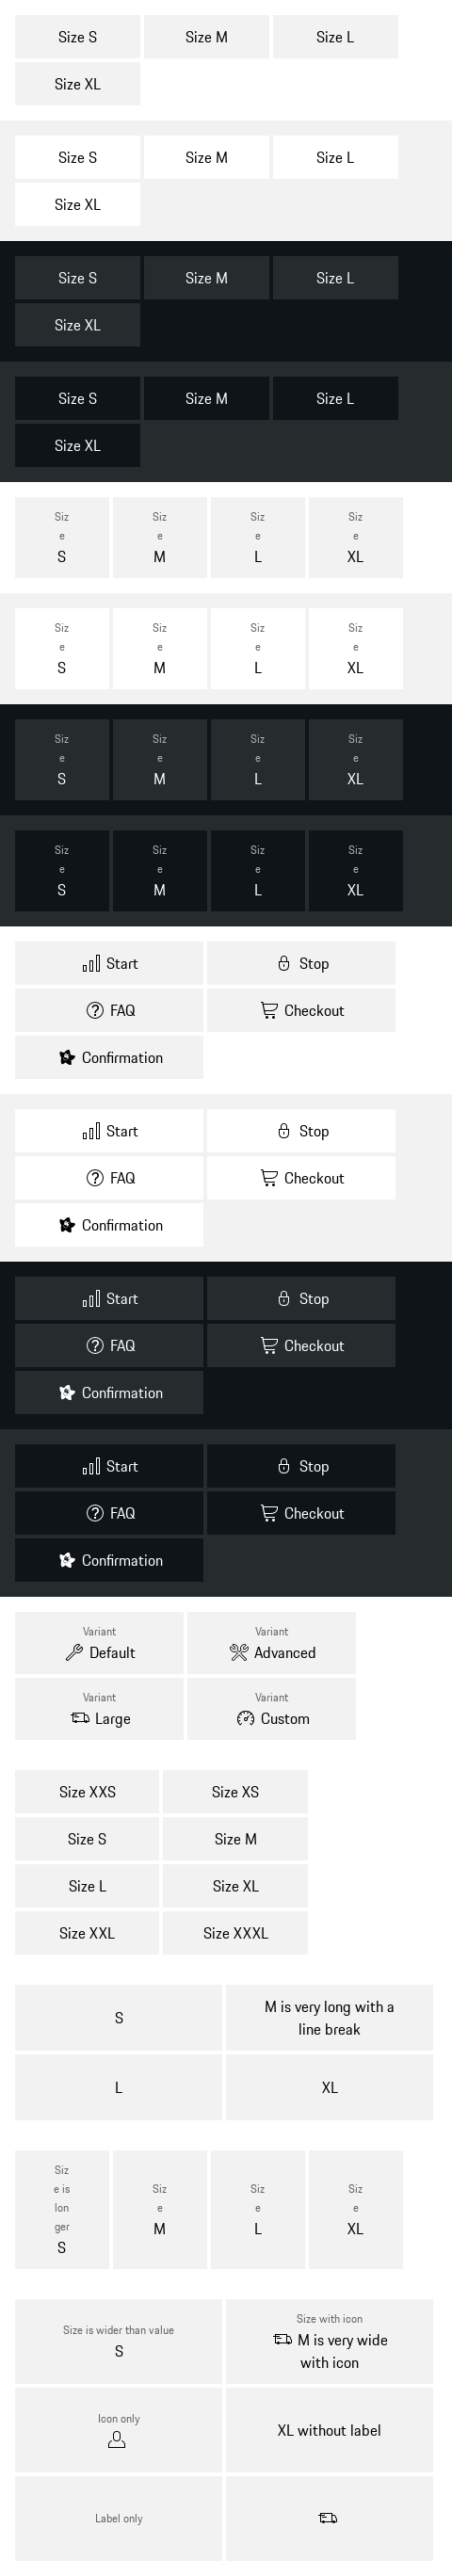 Size S Size M Size L
Size XL
Size S Size M Size L
Size XL
Size S Size M Size L
Size XL
Size S Size M Size L
Size XL
Siz Siz Siz Siz
e e e e
S M L XL
Siz Siz Siz Siz
e e e e
S M L XL
Siz Siz Siz Siz
e e e e
S M L XL
Siz Siz Siz Siz
e e e e
S M L XL
Start Stop
FAQ Checkout
Confirmation
Start Stop
FAQ Checkout
Confirmation
Start Stop
FAQ Checkout
Confirmation
Start Stop
FAQ Checkout
Confirmation
Variant Variant
Default Advanced
Variant Variant
Large Custom
Size XXS Size XS
Size S Size M
Size L Size XL
Size XXL Size XXXL
S
M is very long with a
line break
L XL
Siz
e is
lon
ger
S
Siz
e
M
Siz
e
L
Siz
e
XL
Size is wider than value
S
Size with icon
M is very wide
with icon
Icon only
XL without label
Label only